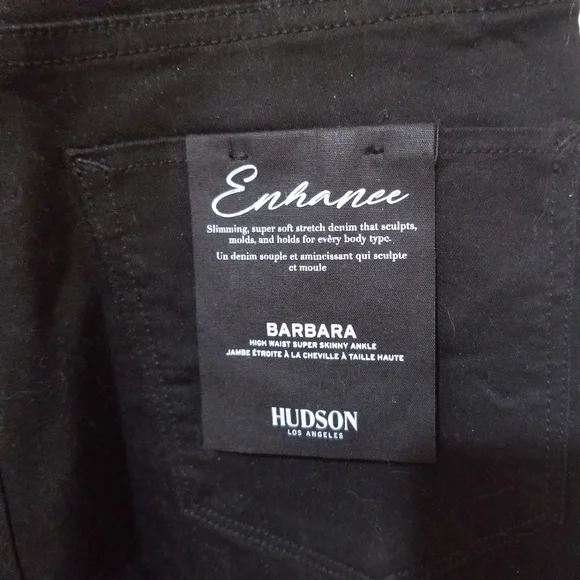 Enhance
Slimming, super soft stretch denim that sculpts,
molds, and holds for every body type.
Un denim souple et amincissant qui sculpte
et moule
BARBARA
HIGH WAIST SUPER SKINNY ANKLE
JAMBE ÉTROITE À LA CHEVILLE À TAILLE HAUTE
HUDSON
LOS ANGELES